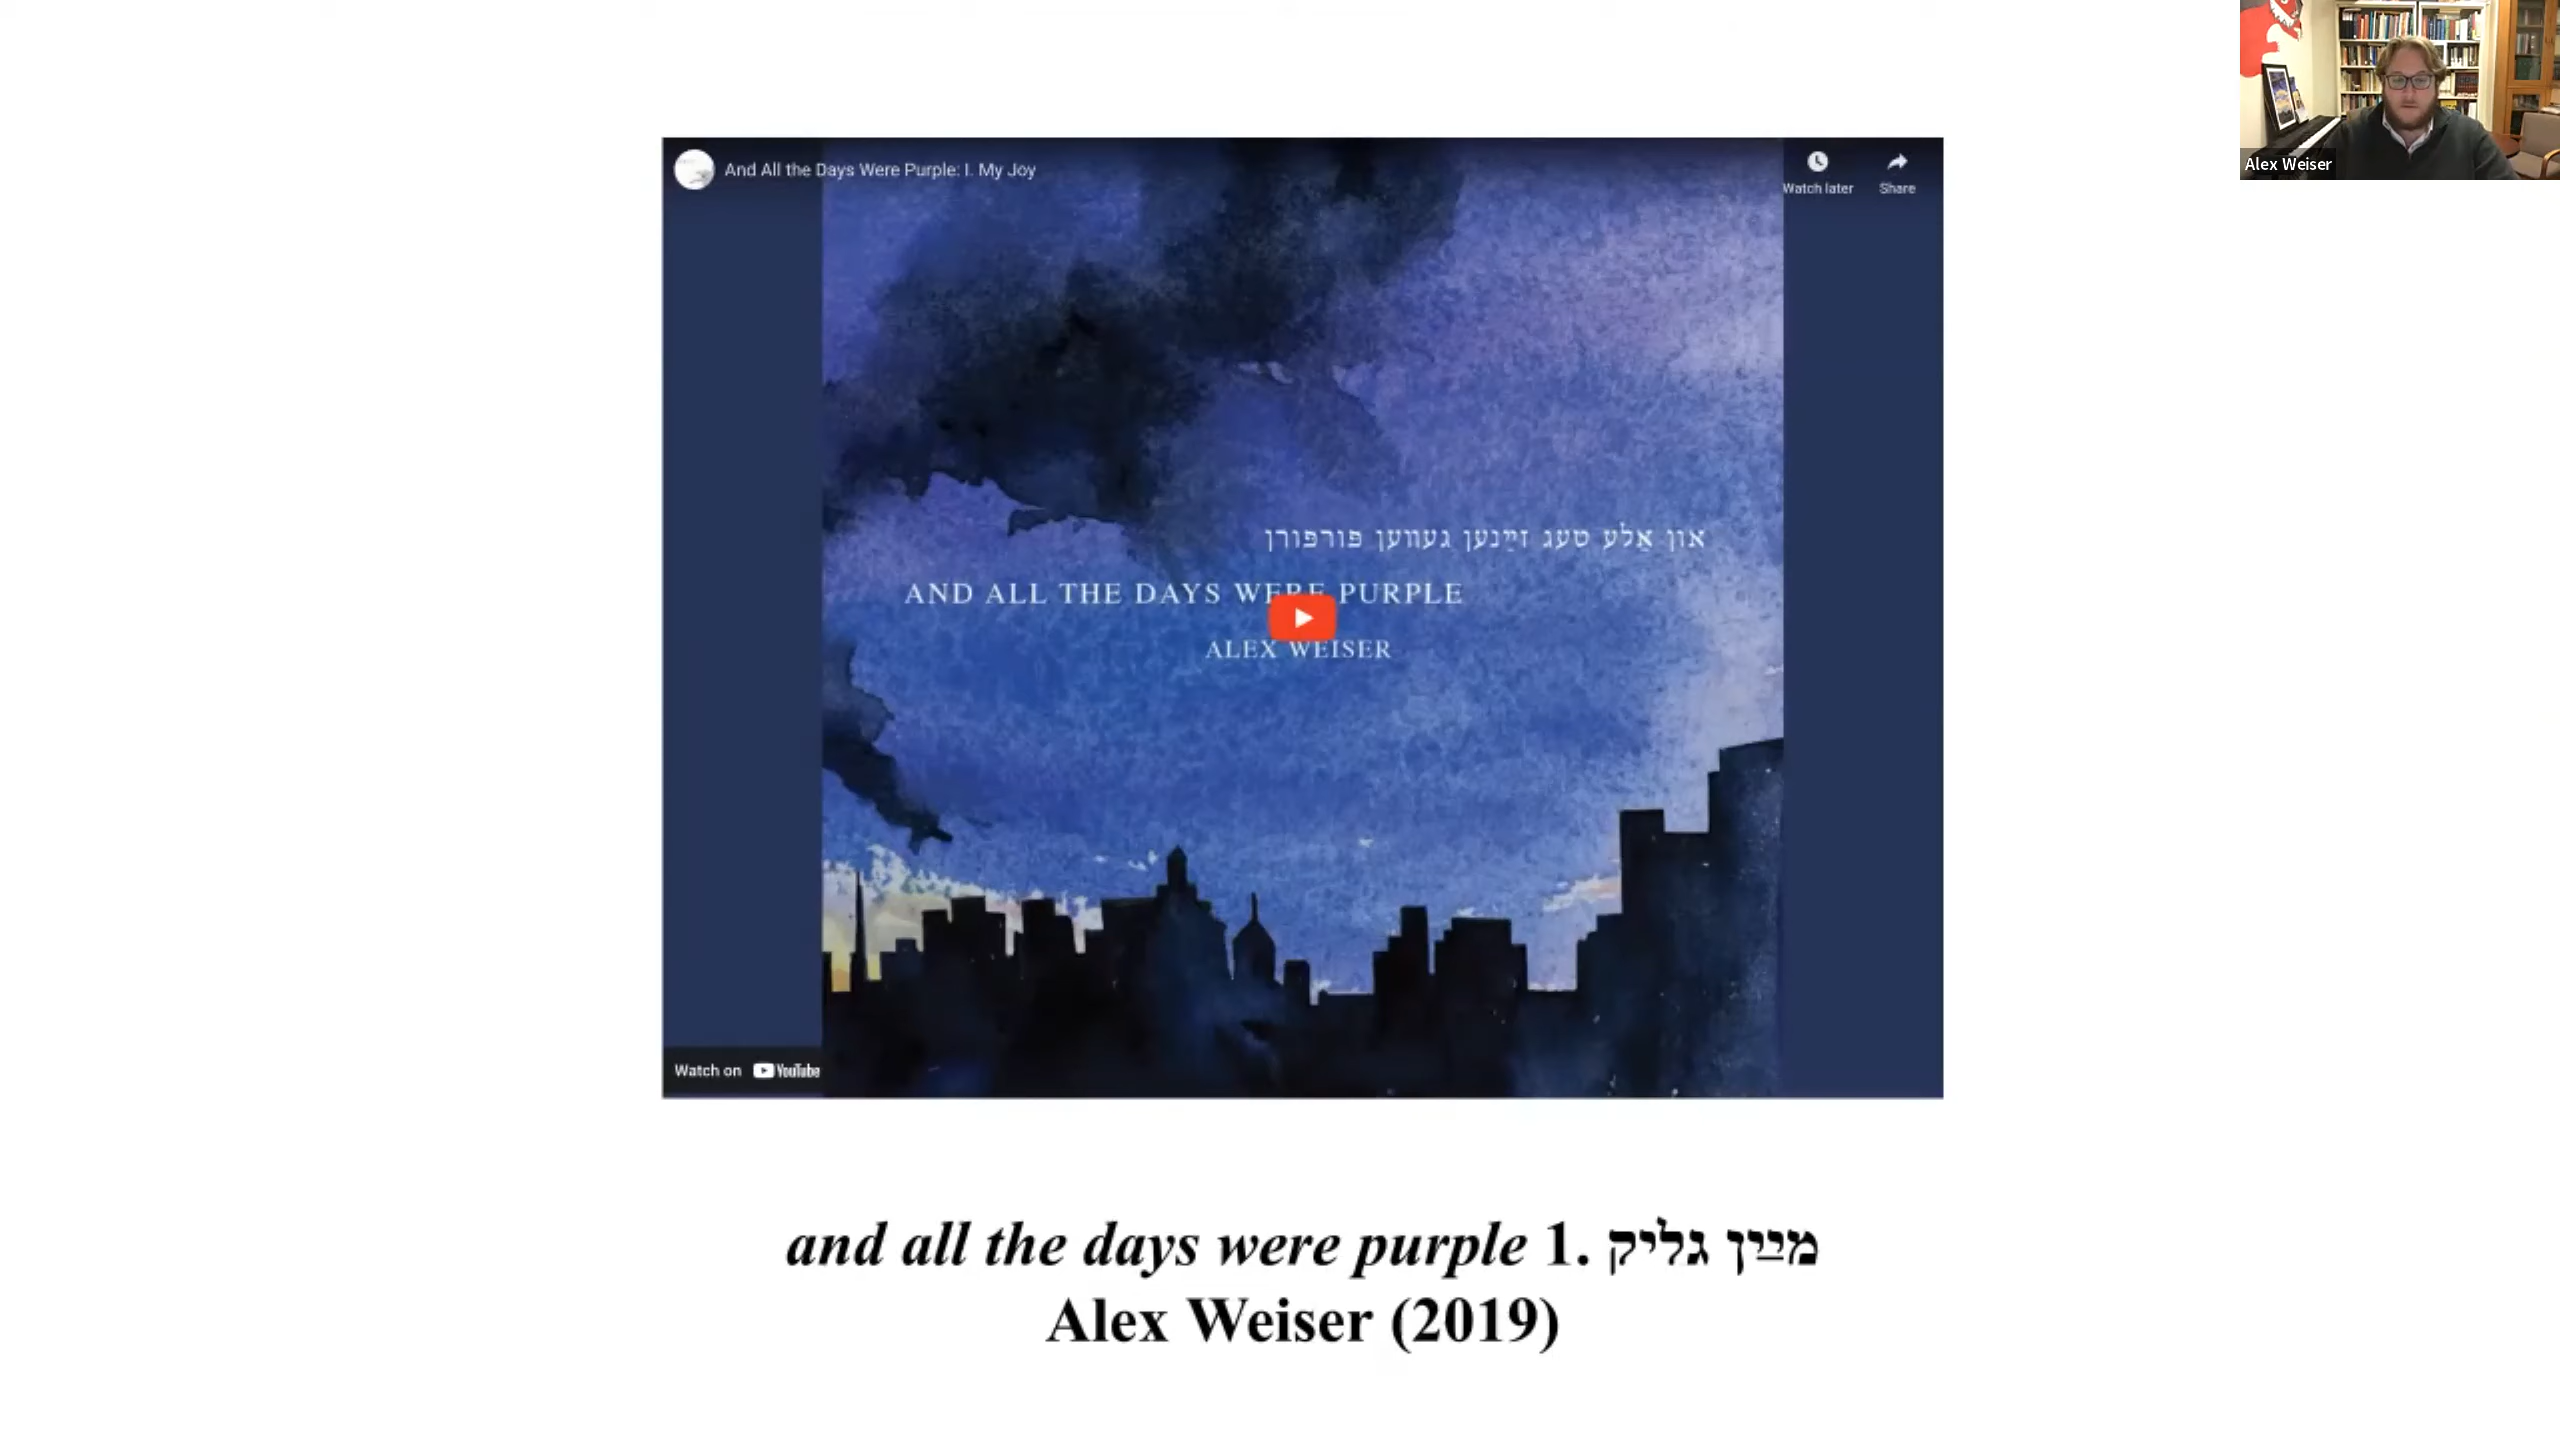 Alex Weiser
And All the Days Were Purple: I. My Joy
Watch later
Share
און אַלע טעג זײַנען געווען פּורפּורן
AND ALL THE DAYS WERE PURPLE
ALEX WEISER
Watch on YouTube
and all the days were purple 1. מײַן גליק
Alex Weiser (2019)